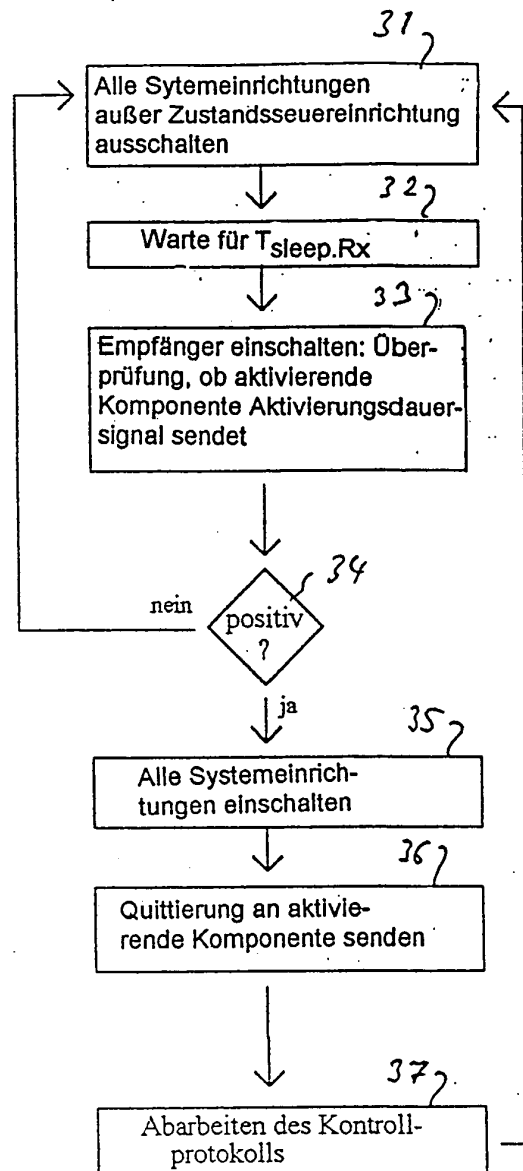 31
Alle Sytemeinrichtungen
außer Zustandsseuereinrichtung
ausschalten
32
Warte für Tsleep.Rx
33
Empfänger einschalten: Über-
prüfung, ob aktivierende
Komponente Aktivierungsdauer-
signal sendet
34
nein
positiv
?
ja
35
Alle Systemeinrich-
tungen einschalten
36
Quittierung an aktivie-
rende Komponente senden
37
Abarbeiten des Kontroll-
protokolls